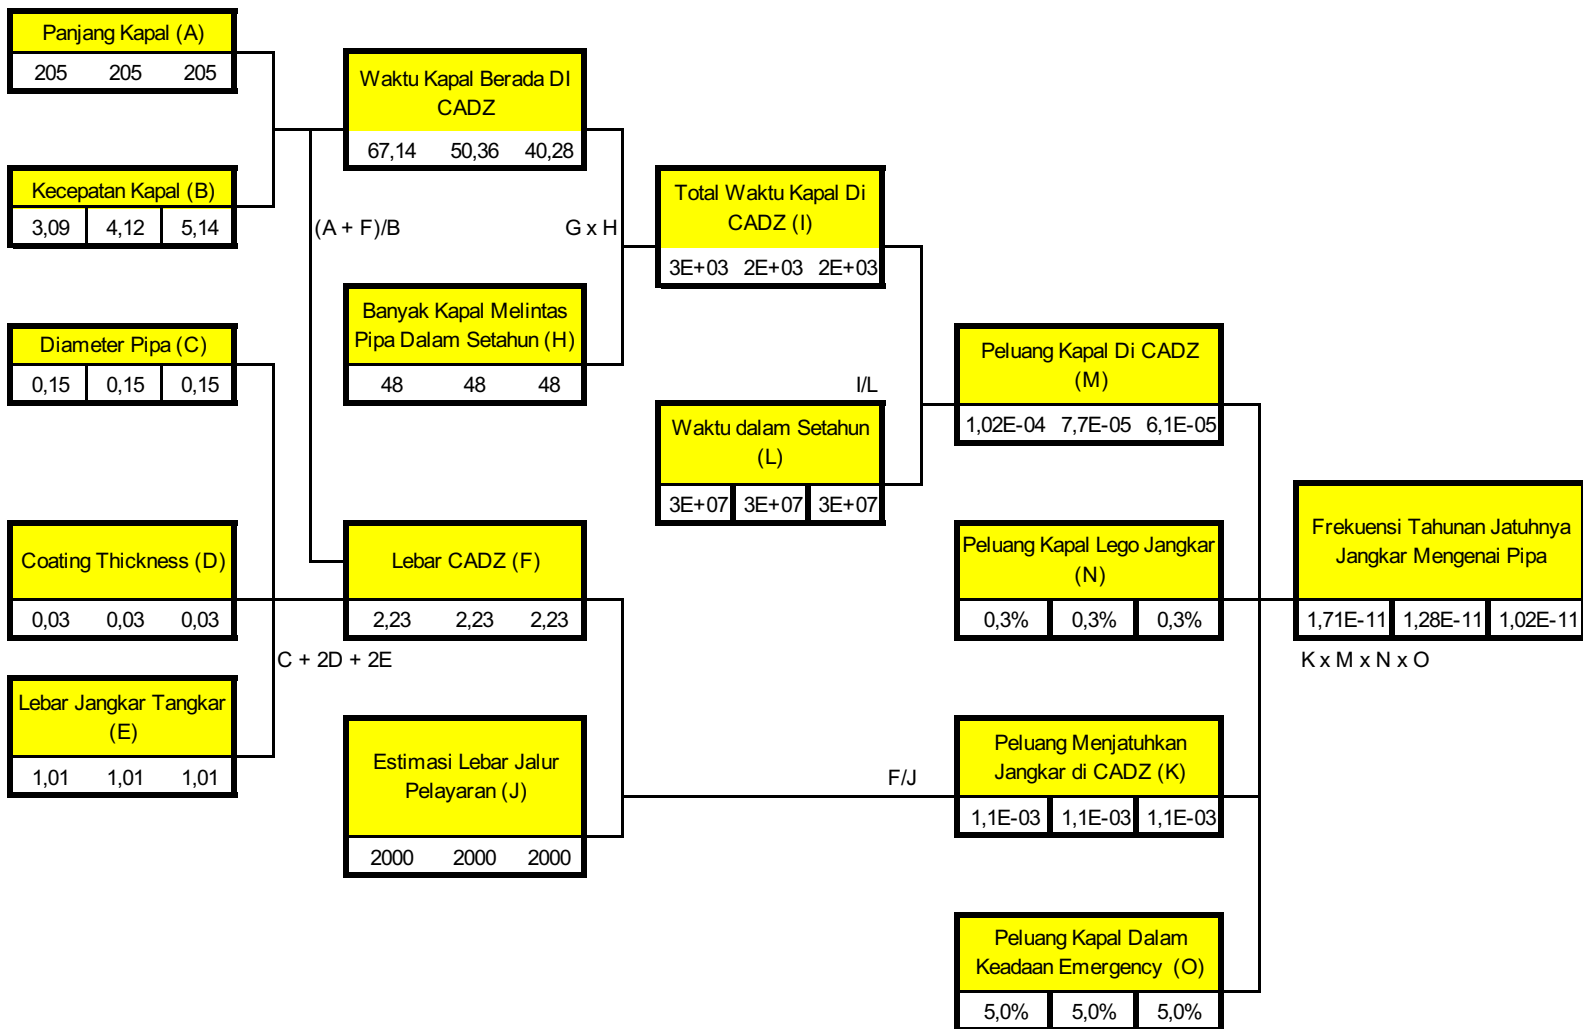 Panjang Kapal (A)
205 205 205
Kecepatan Kapal (B)
3,09 4,12 5,14
Diameter Pipa (C)
0,15 0,15 0,15
Coating Thickness (D)
0,03 0,03 0,03
Lebar Jangkar Tangkar
(E)
1,01 1,01 1,01
C + 2D + 2E
(A + F)/B
Waktu Kapal Berada DI
CADZ
67,14 50,36 40,28
Banyak Kapal Melintas
Pipa Dalam Setahun (H)
48 48 48
Lebar CADZ (F)
2,23 2,23 2,23
Estimasi Lebar Jalur
Pelayaran (J)
2000 2000 2000
G x H
Total Waktu Kapal Di
CADZ (I)
3E+03 2E+03 2E+03
I/L
Waktu dalam Setahun
(L)
3E+07 3E+07 3E+07
F/J
Peluang Kapal Di CADZ
(M)
1,02E-04 7,7E-05 6,1E-05
Peluang Kapal Lego Jangkar
(N)
0,3% 0,3% 0,3%
Peluang Menjatuhkan
Jangkar di CADZ (K)
1,1E-03 1,1E-03 1,1E-03
Peluang Kapal Dalam
Keadaan Emergency (O)
5,0% 5,0% 5,0%
Frekuensi Tahunan Jatuhnya
Jangkar Mengenai Pipa
1,71E-11 1,28E-11 1,02E-11
K x M x N x O